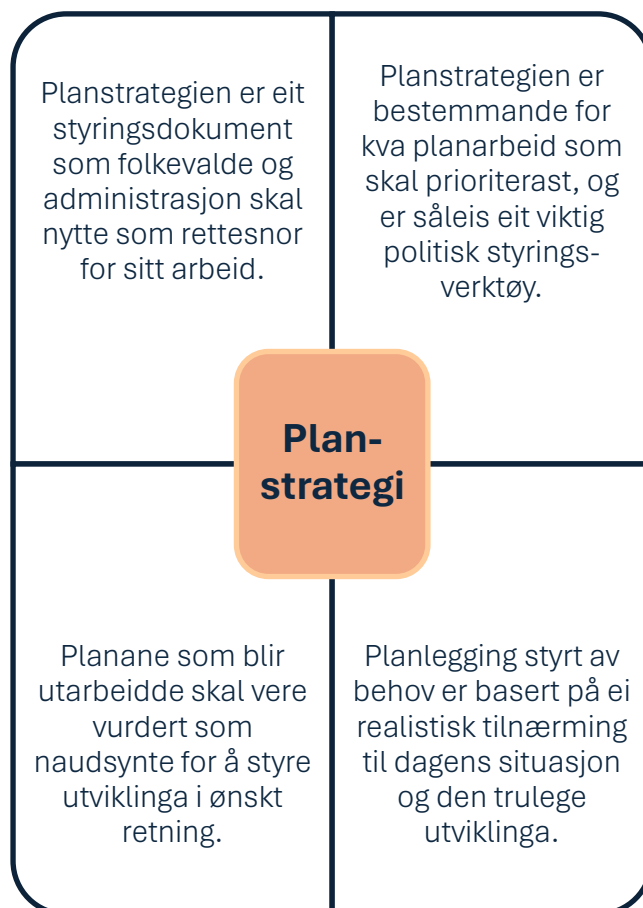 Planstrategien er eit
styringsdokument
som folkevalde og
administrasjon skal
nytte som rettesnor
for sitt arbeid.
Planstrategien er
bestemmande for
kva planarbeid som
skal prioriterast, og
er såleis eit viktig
politisk styrings-
verktøy.
Plan-
strategi
Planane som blir
utarbeidde skal vere
vurdert som
naudsynte for å styre
utviklinga i ønskt
retning.
Planlegging styrt av
behov er basert på ei
realistisk tilnærming
til dagens situasjon
og den trulege
utviklinga.